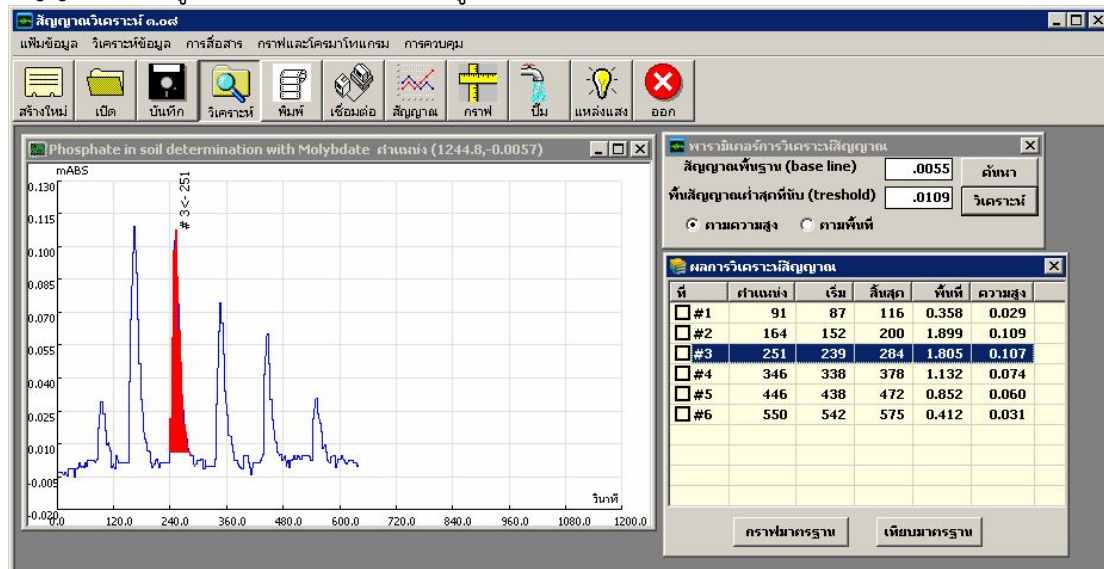 สัญญาณวิเคราะห์ ๓.๐๘
แฟ้มข้อมูล วิเคราะห์ข้อมูล การสื่อสาร กราฟและโครมาโทแกรม การควบคุม
สร้างใหม่ เปิด บันทึก วิเคราะห์ พิมพ์ เชื่อมต่อ สัญญาณ กราฟ ปั๊ม แหล่งแสง ออก
Phosphate in soil determination with Molybdate ตำแหน่ง (1244.8,-0.0057)
mABS
0.130
0.115
0.100
0.085
0.070
0.055
0.040
0.025
0.010
-0.005
-0.020
# 3<- 251
วินาที
0.0 120.0 240.0 360.0 480.0 600.0 720.0 840.0 960.0 1080.0 1200.0
พารามิเตอร์การวิเคราะห์สัญญาณ
สัญญาณพื้นฐาน (base line) .0055 ค้นหา
พื้นสัญญาณต่ำสุดที่นับ (treshold) .0109 วิเคราะห์
ตามความสูง ตามพื้นที่
ผลการวิเคราะห์สัญญาณ
ที่ ตำแหน่ง เริ่ม สิ้นสุด พื้นที่ ความสูง
#1 91 87 116 0.358 0.029
#2 164 152 200 1.899 0.109
#3 251 239 284 1.805 0.107
#4 346 338 378 1.132 0.074
#5 446 438 472 0.852 0.060
#6 550 542 575 0.412 0.031
กราฟมาตรฐาน เทียบมาตรฐาน